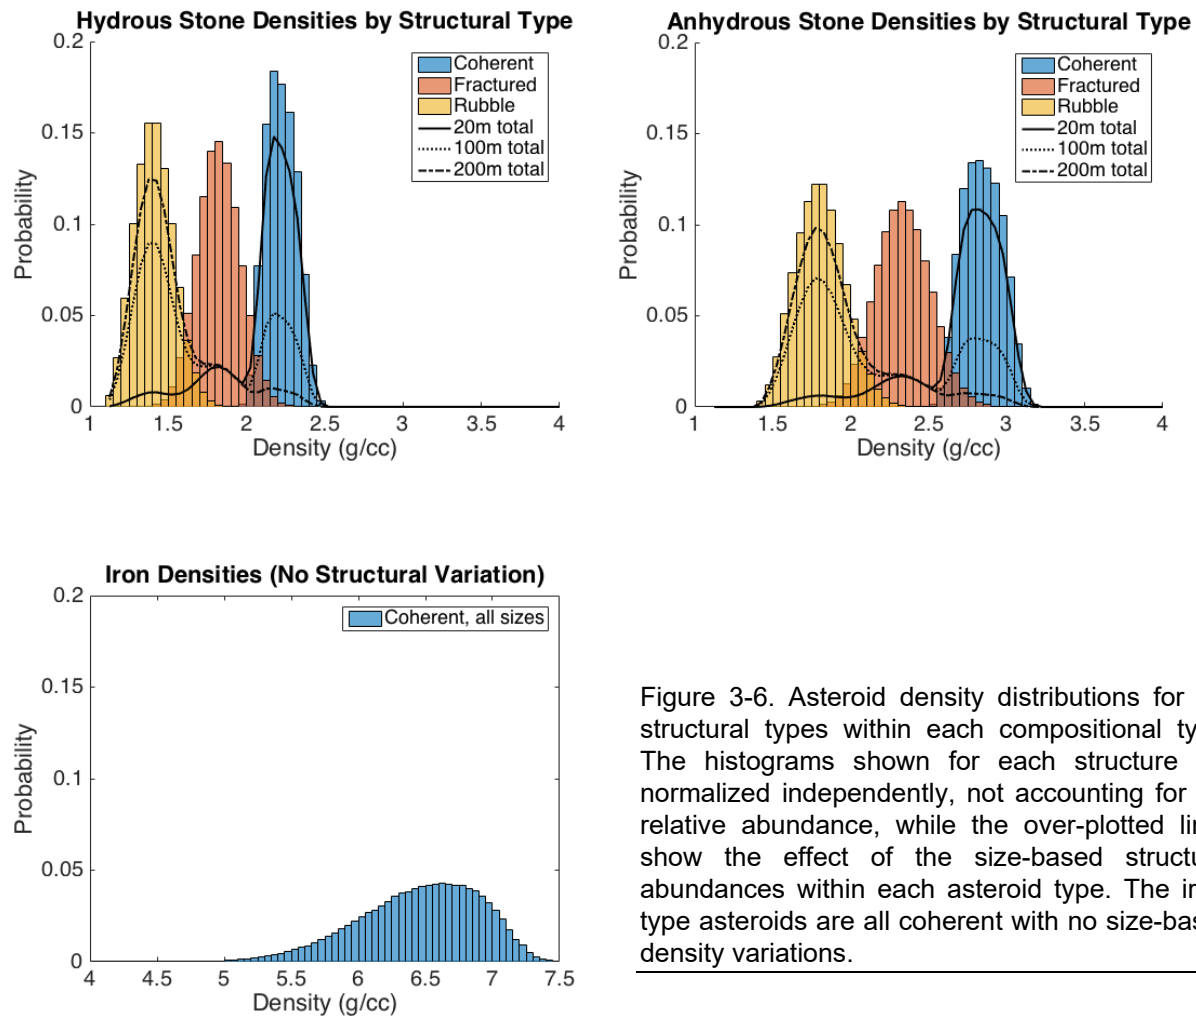 Hydrous Stone Densities by Structural Type
0.2
0.15
0.1
0.05
0
Probability
Coherent
Fractured
Rubble
20m total
100m total
200m total
1 1.5 2 2.5 3 3.5 4
Density (g/cc)
Anhydrous Stone Densities by Structural Type
0.2
0.15
0.1
0.05
0
Probability
Coherent
Fractured
Rubble
20m total
100m total
200m total
1 1.5 2 2.5 3 3.5 4
Density (g/cc)
Iron Densities (No Structural Variation)
0.2
0.15
0.1
0.05
0
Probability
Coherent, all sizes
4 4.5 5 5.5 6 6.5 7 7.5
Density (g/cc)
Figure 3-6. Asteroid density distributions for
structural types within each compositional ty
The histograms shown for each structure
normalized independently, not accounting for
relative abundance, while the over-plotted lin
show the effect of the size-based structu
abundances within each asteroid type. The ir
type asteroids are all coherent with no size-bas
density variations.